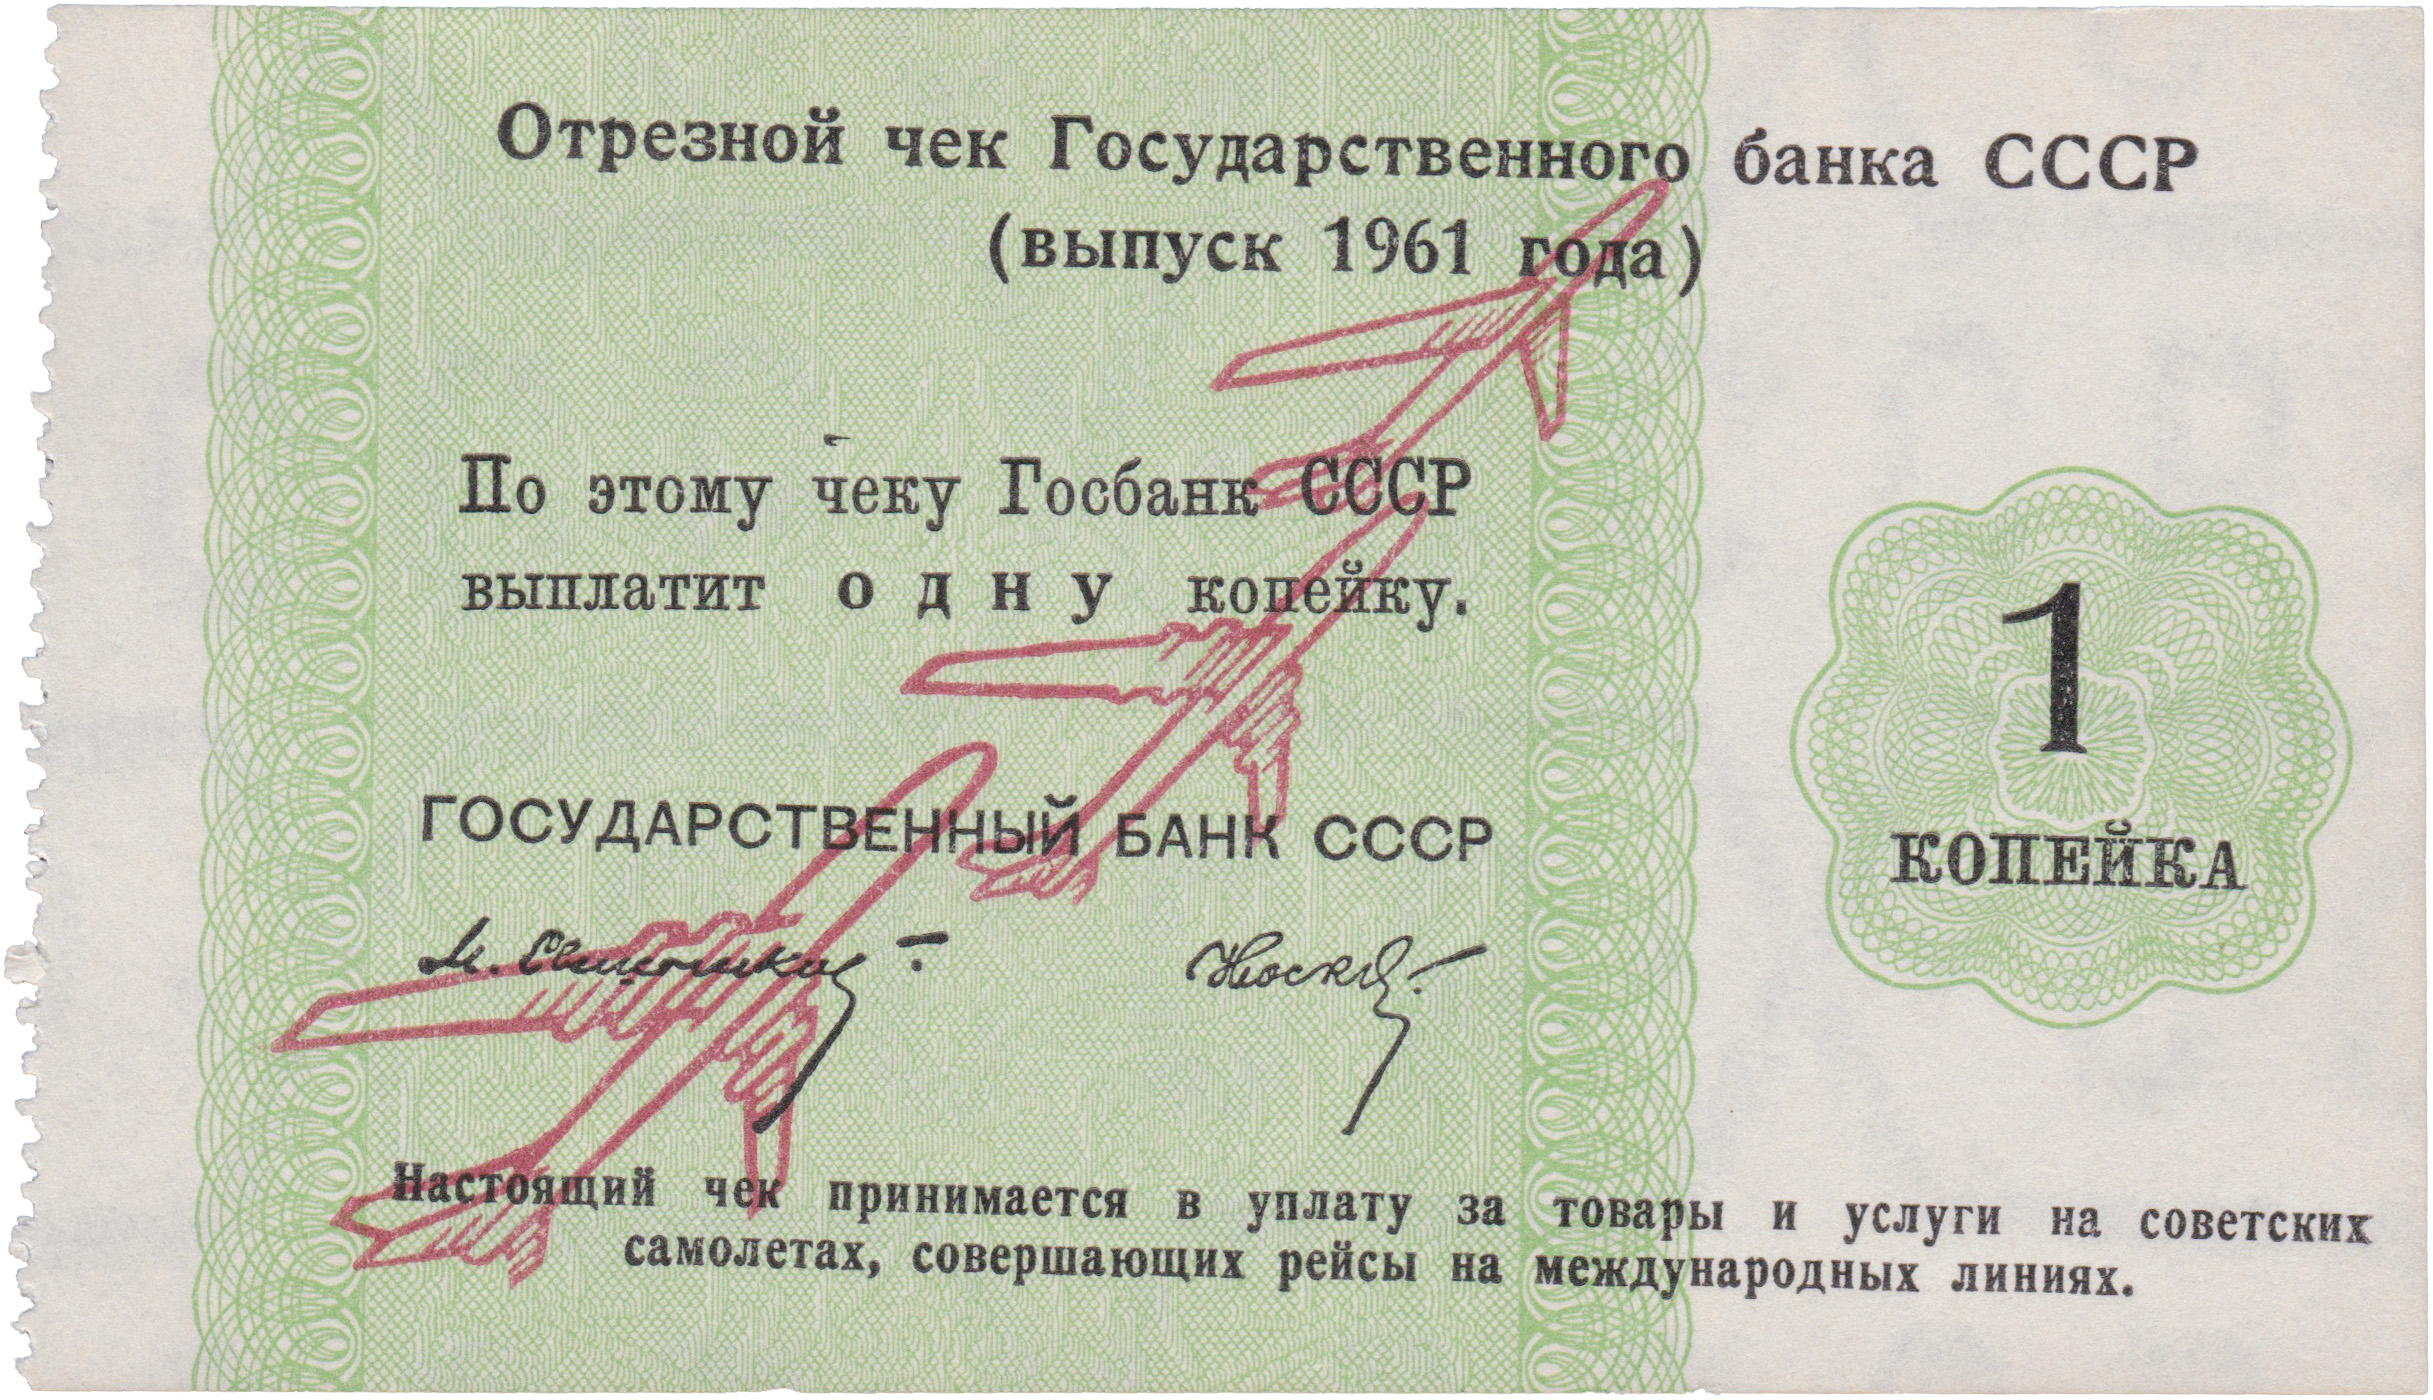 Отрезной чек Государственного банка СССР
(выпуск 1961 года)
По этому чеку Госбанк СССР
выплатит одну копейку.
1
КОПЕЙКА
ГОСУДАРСТВЕННЫЙ БАНК СССР
Настоящий чек принимается в уплату за товары и услуги на советских
самолетах, совершающих рейсы на международных линиях.